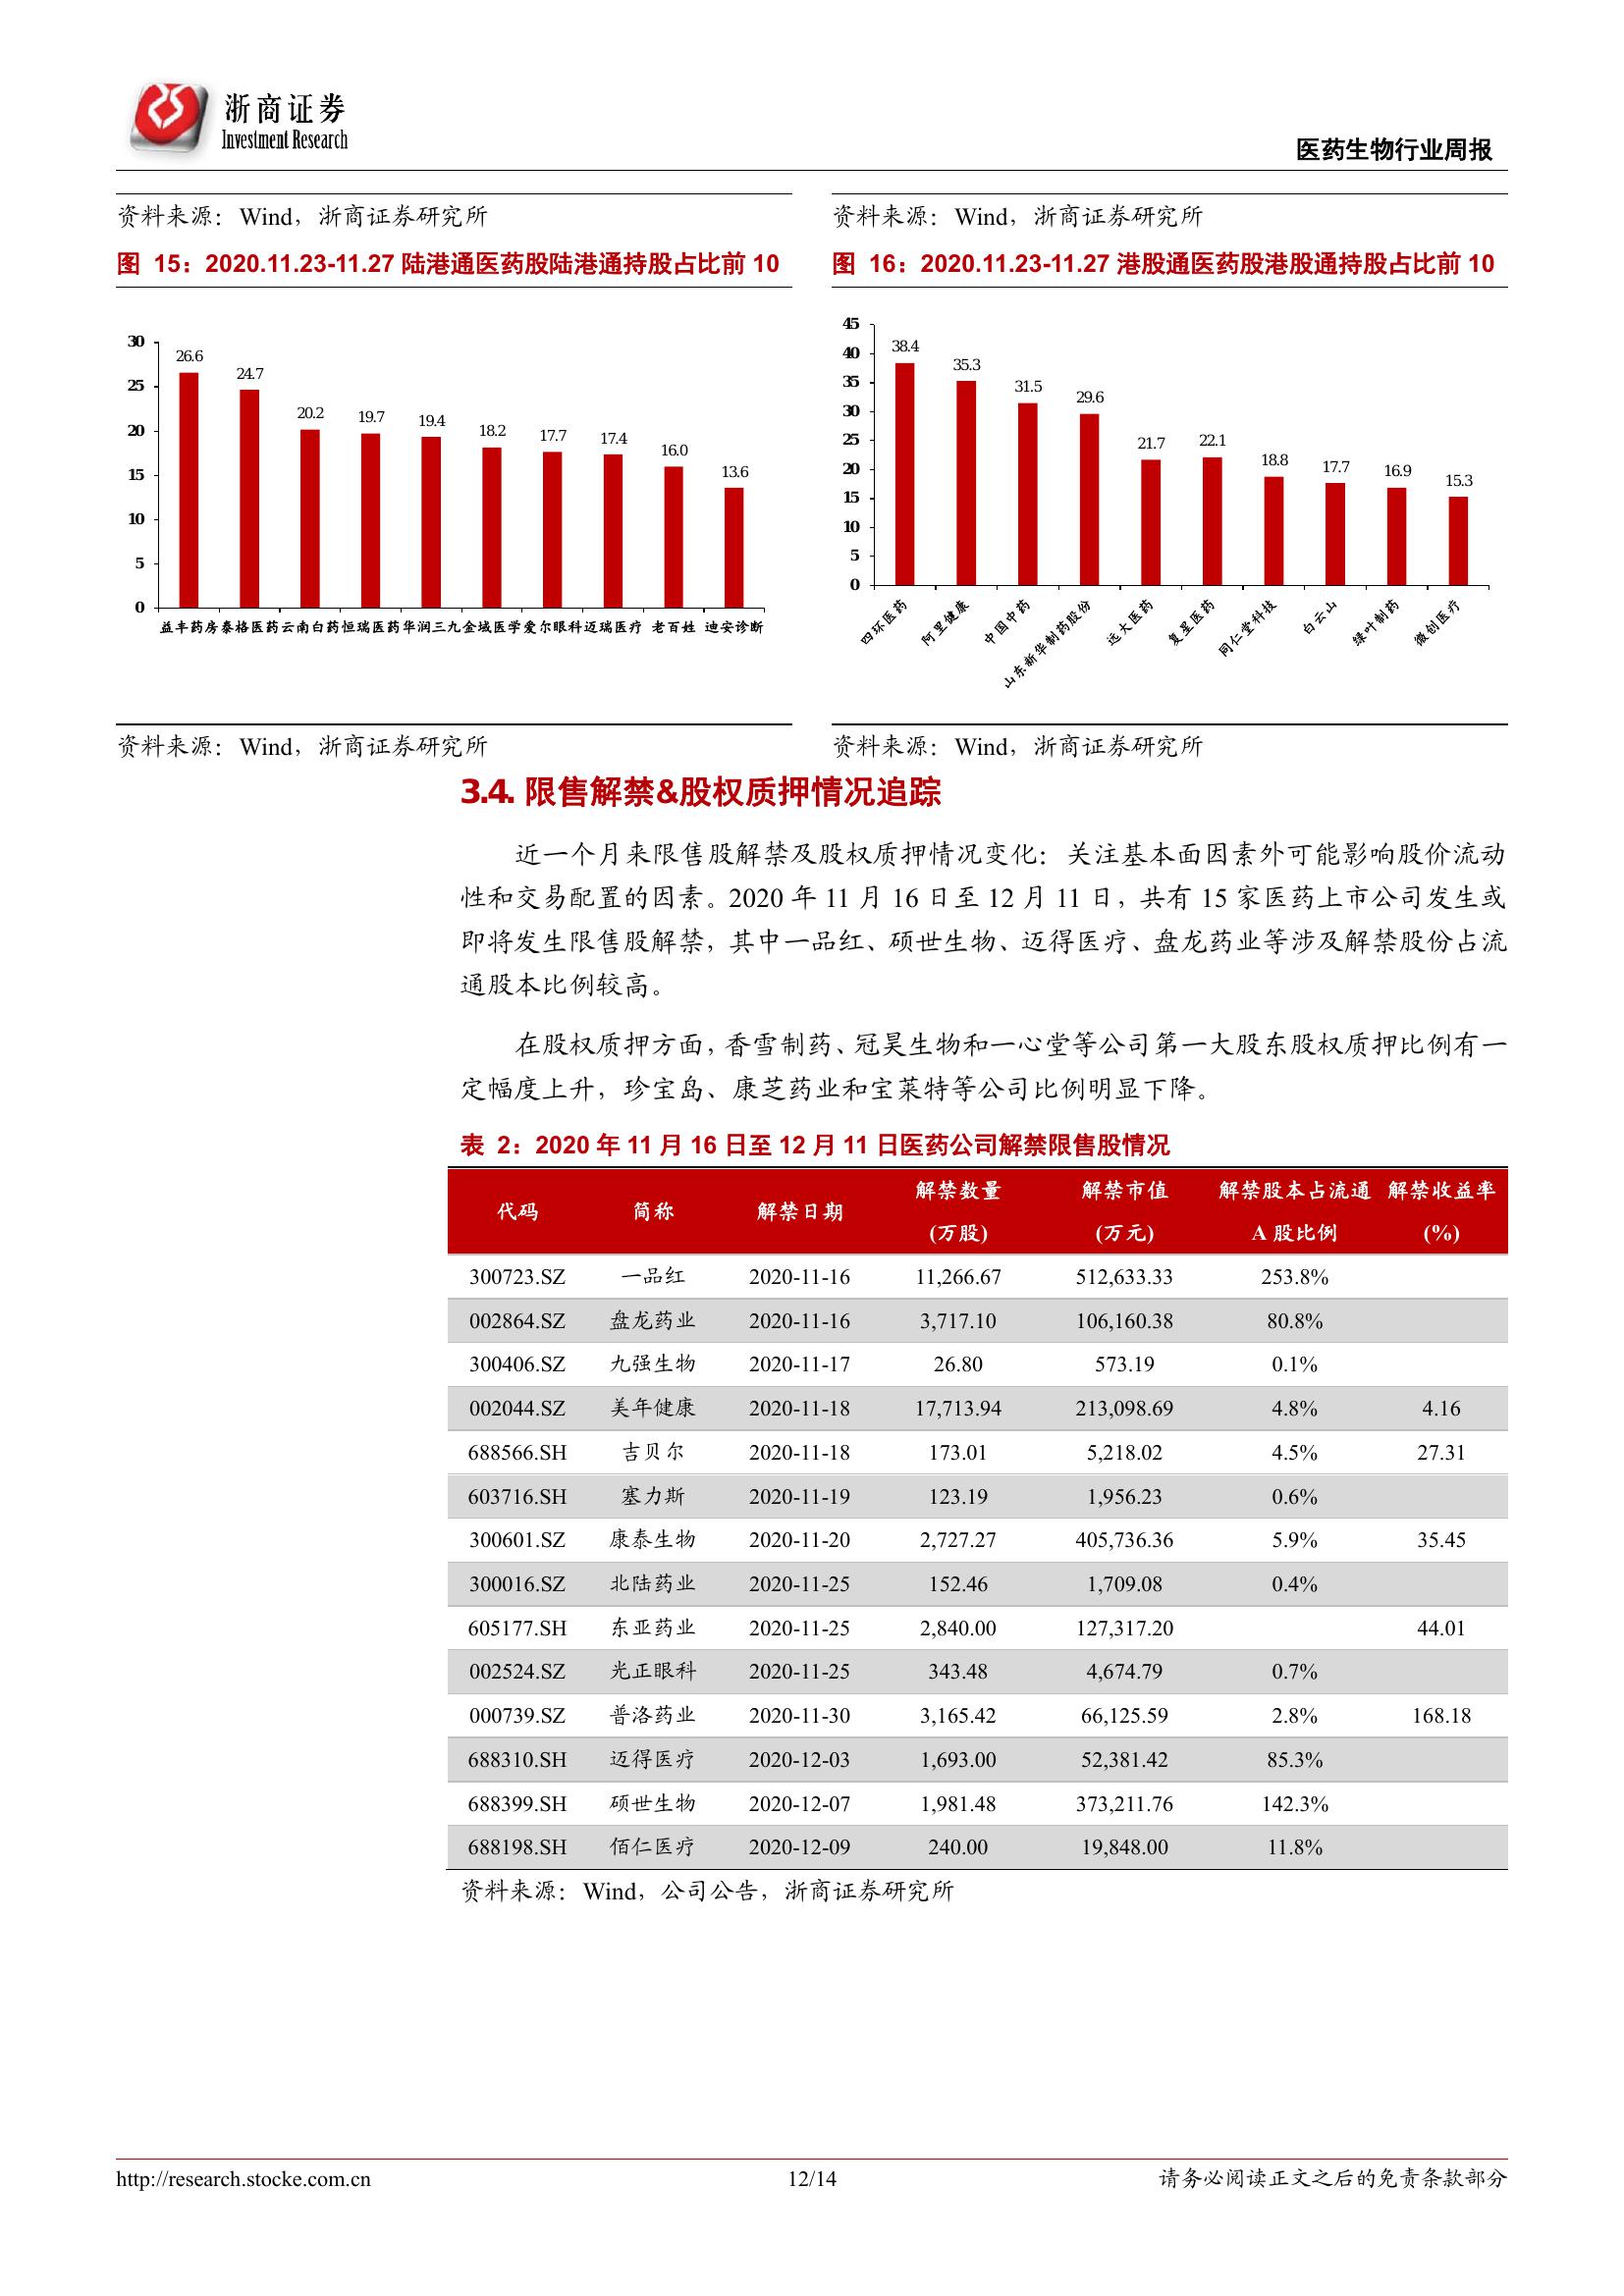 浙商证券
Investment Research
医药生物行业周报
资料来源：Wind，浙商证券研究所
资料来源：Wind，浙商证券研究所
图 15：2020.11.23-11.27 陆港通医药股陆港通持股占比前 10
30
25
20
15
10
5
0
26.6
24.7
20.2
19.7
19.4
18.2
17.7
17.4
16.0
13.6
益丰药房 泰格医药 云南白药 恒瑞医药 华润三九 金域医学 爱尔眼科 迈瑞医疗 老百姓 迪安诊断
图 16：2020.11.23-11.27 港股通医药股港股通持股占比前 10
45
40
35
30
25
20
15
10
5
0
38.4
35.3
31.5
29.6
21.7
22.1
18.8
17.7
16.9
15.3
四环医药
阿里健康
中国中药
山东新华制药股份
远大医药
复星医药
同仁堂科技
白云山
绿叶制药
微创医疗
资料来源：Wind，浙商证券研究所
资料来源：Wind，浙商证券研究所
3.4. 限售解禁&股权质押情况追踪
近一个月来限售股解禁及股权质押情况变化：关注基本面因素外可能影响股价流动
性和交易配置的因素。2020 年 11 月 16 日至 12 月 11 日，共有 15 家医药上市公司发生或
即将发生限售股解禁，其中一品红、硕世生物、迈得医疗、盘龙药业等涉及解禁股份占流
通股本比例较高。
在股权质押方面，香雪制药、冠昊生物和一心堂等公司第一大股东股权质押比例有一
定幅度上升，珍宝岛、康芝药业和宝莱特等公司比例明显下降。
表 2：2020 年 11 月 16 日至 12 月 11 日医药公司解禁限售股情况
代码 简称 解禁日期 解禁数量 (万股) 解禁市值 (万元) 解禁股本占流通 A 股比例 解禁收益率 (%)
300723.SZ 一品红 2020-11-16 11,266.67 512,633.33 253.8%
002864.SZ 盘龙药业 2020-11-16 3,717.10 106,160.38 80.8%
300406.SZ 九强生物 2020-11-17 26.80 573.19 0.1%
002044.SZ 美年健康 2020-11-18 17,713.94 213,098.69 4.8% 4.16
688566.SH 吉贝尔 2020-11-18 173.01 5,218.02 4.5% 27.31
603716.SH 塞力斯 2020-11-19 123.19 1,956.23 0.6%
300601.SZ 康泰生物 2020-11-20 2,727.27 405,736.36 5.9% 35.45
300016.SZ 北陆药业 2020-11-25 152.46 1,709.08 0.4%
605177.SH 东亚药业 2020-11-25 2,840.00 127,317.20 44.01
002524.SZ 光正眼科 2020-11-25 343.48 4,674.79 0.7%
000739.SZ 普洛药业 2020-11-30 3,165.42 66,125.59 2.8% 168.18
688310.SH 迈得医疗 2020-12-03 1,693.00 52,381.42 85.3%
688399.SH 硕世生物 2020-12-07 1,981.48 373,211.76 142.3%
688198.SH 佰仁医疗 2020-12-09 240.00 19,848.00 11.8%
资料来源：Wind，公司公告，浙商证券研究所
http://research.stocke.com.cn
12/14
请务必阅读正文之后的免责条款部分